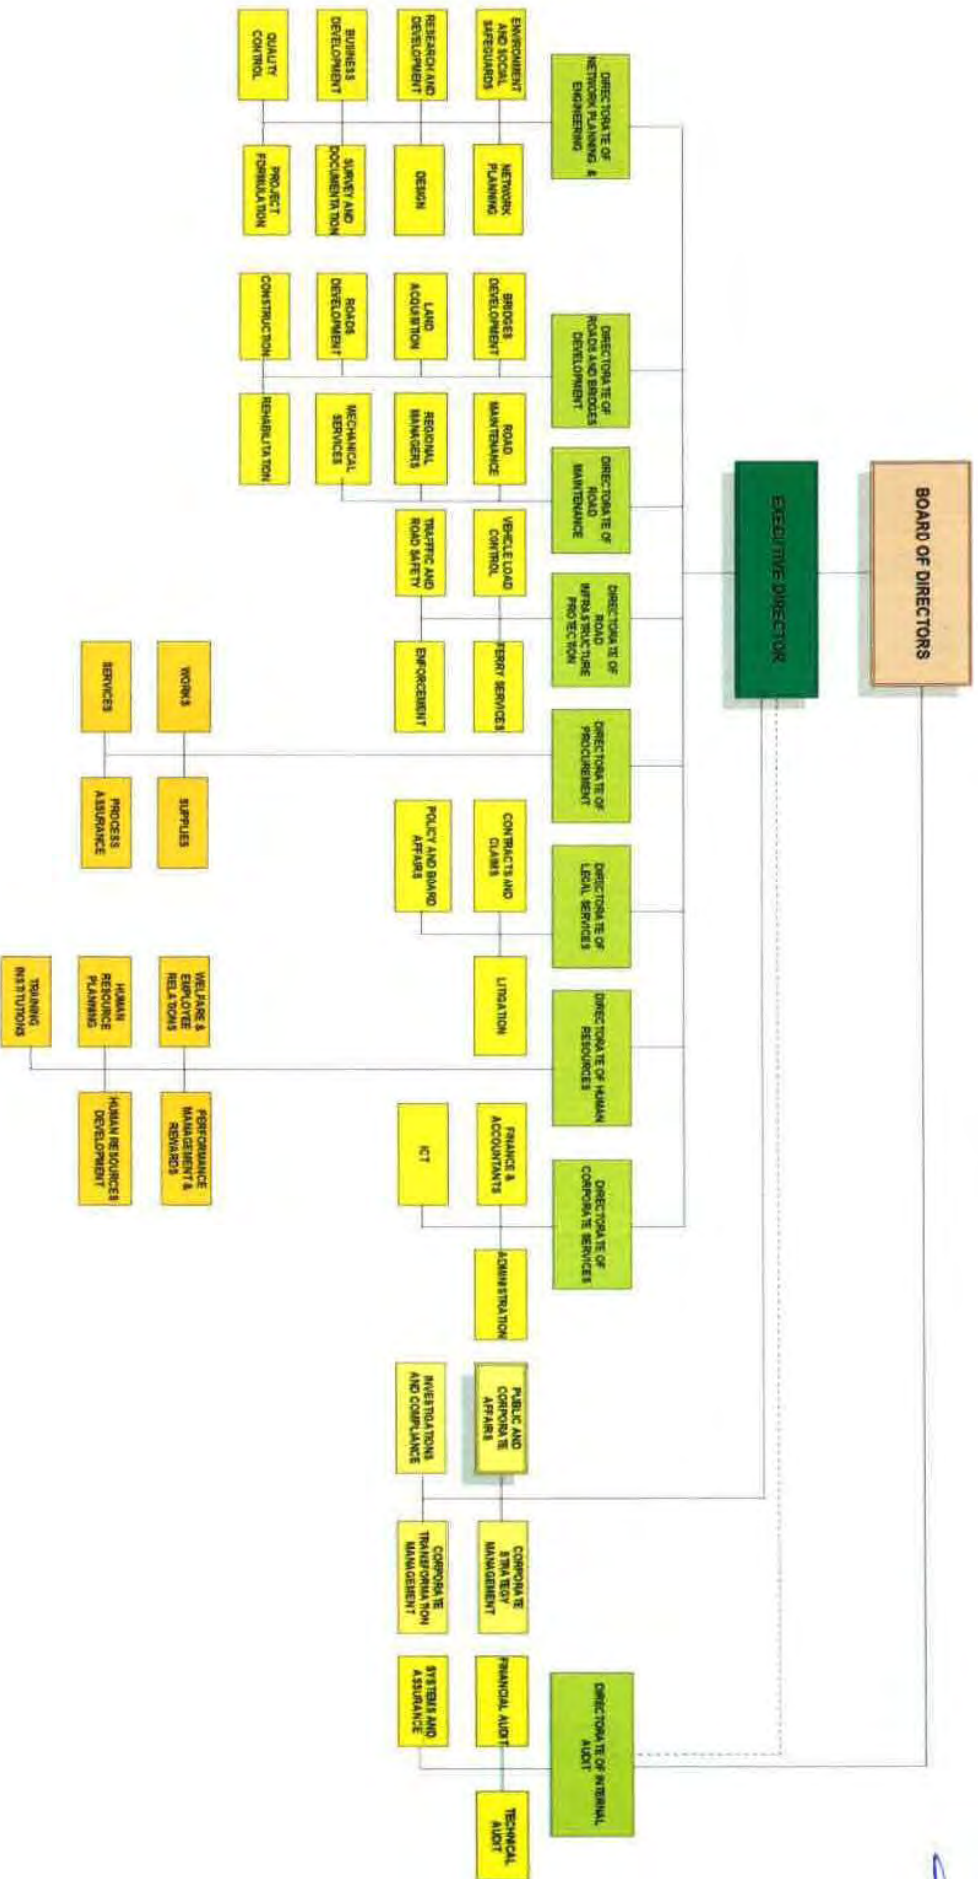 BOARD OF DIRECTORS
EXECUTIVE DIRECTOR
DIRECTORATE OF
NETWORK PLANNING &
ENGINEERING
DIRECTORATE OF
ROADS AND BRIDGES
DEVELOPMENT
DIRECTORATE OF
ROAD
MAINTENANCE
DIRECTORATE OF
ROAD
INFRASTRUCTURE
PROTECTION
DIRECTORATE OF
PROCUREMENT
DIRECTORATE OF
LEGAL SERVICES
DIRECTORATE OF HUMAN
RESOURCES
DIRECTORATE OF
CORPORATE SERVICES
DIRECTORATE OF INTERNAL
AUDIT
ENVIRONMENT
AND SOCIAL
SAFEGUARDS
NETWORK
PLANNING
BRIDGES
DEVELOPMENT
ROAD
MAINTENANCE
VEHICLE LOAD
CONTROL
FERRY SERVICES
CONTRACTS AND
CLAIMS
LITIGATION
FINANCE &
ACCOUNTANTS
ADMINISTRATION
PUBLIC AND
CORPORATE
AFFAIRS
CORPORATE
STRATEGY
MANAGEMENT
FINANCIAL AUDIT
TECHNICAL
AUDIT
RESEARCH AND
DEVELOPMENT
DESIGN
LAND
ACQUISITION
REGIONAL
MANAGERS
TRAFFFIC AND
ROAD SAFETY
ENFORCEMENT
POLICY AND BOARD
AFFAIRS
ICT
INVESTIGATIONS
AND COMPLIANCE
CORPORATE
TRANSFORMATION
MANAGEMENT
SYSTEMS AND
ASSURANCE
BUSINESS
DEVELOPMENT
SURVEY AND
DOCUMENTATION
ROADS
DEVELOPMENT
MECHANICAL
SERVICES
QUALITY
CONTROL
PROJECT
FORMULATION
CONSTRUCTION
REHABILITATION
WORKS
SUPPLIES
WELFARE &
EMPLOYEE
RELATIONS
PERFORMANCE
MANAGEMENT &
REWARDS
SERVICES
PROCESS
ASSURANCE
HUMAN
RESOURCE
PLANNING
HUMAN RESOURCES
DEVELOPMENT
TRAINING
INSTITUTIONS